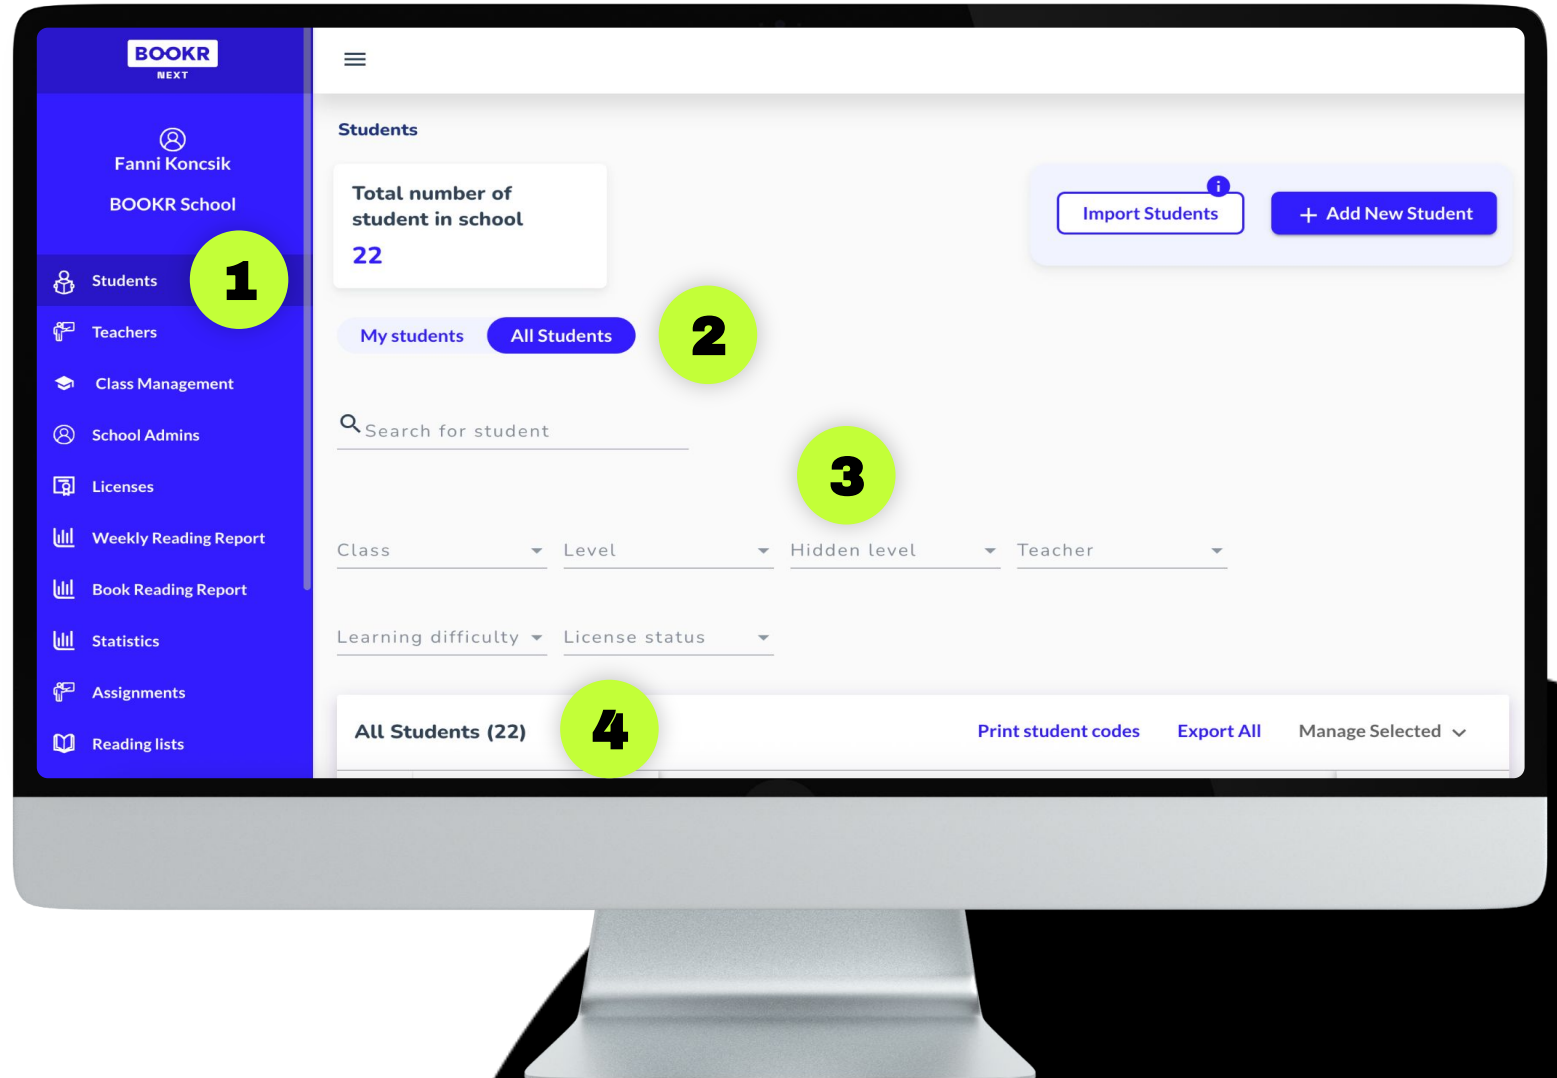 BOOKR
NEXT
Fanni Koncsik
BOOKR School
1
Students
Teachers
Class Management
School Admins
Licenses
Weekly Reading Report
Book Reading Report
Statistics
Assignments
Reading lists
Students
Total number of
student in school
22
i
Import Students
+ Add New Student
My students
All Students
2
Search for student
3
Class
Level
Hidden level
Teacher
Learning difficulty
License status
All Students (22)
4
Print student codes
Export All
Manage Selected